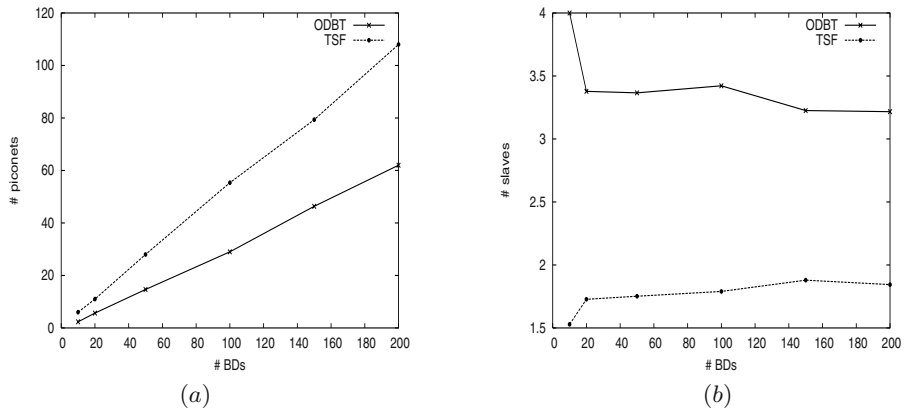 120
100
80
60
40
20
0
# piconets
ODBT
TSF
0 20 40 60 80 100 120 140 160 180 200
# BDs
(a)
4
3.5
3
2.5
2
1.5
# slaves
ODBT
TSF
0 20 40 60 80 100 120 140 160 180 200
# BDs
(b)